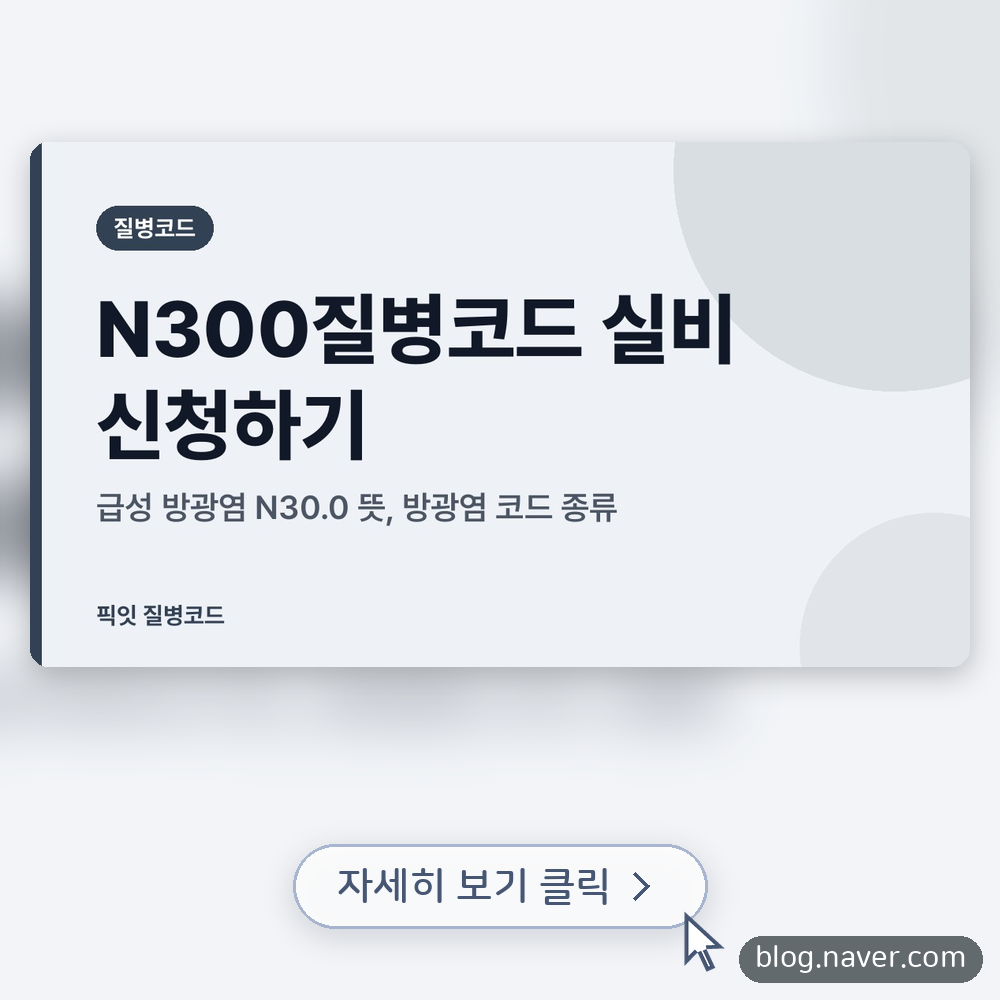 질병코드
N300질병코드 실비
신청하기
급성 방광염 N30.0 뜻, 방광염 코드 종류
픽잇 질병코드
자세히 보기 클릭 >
blog.naver.com